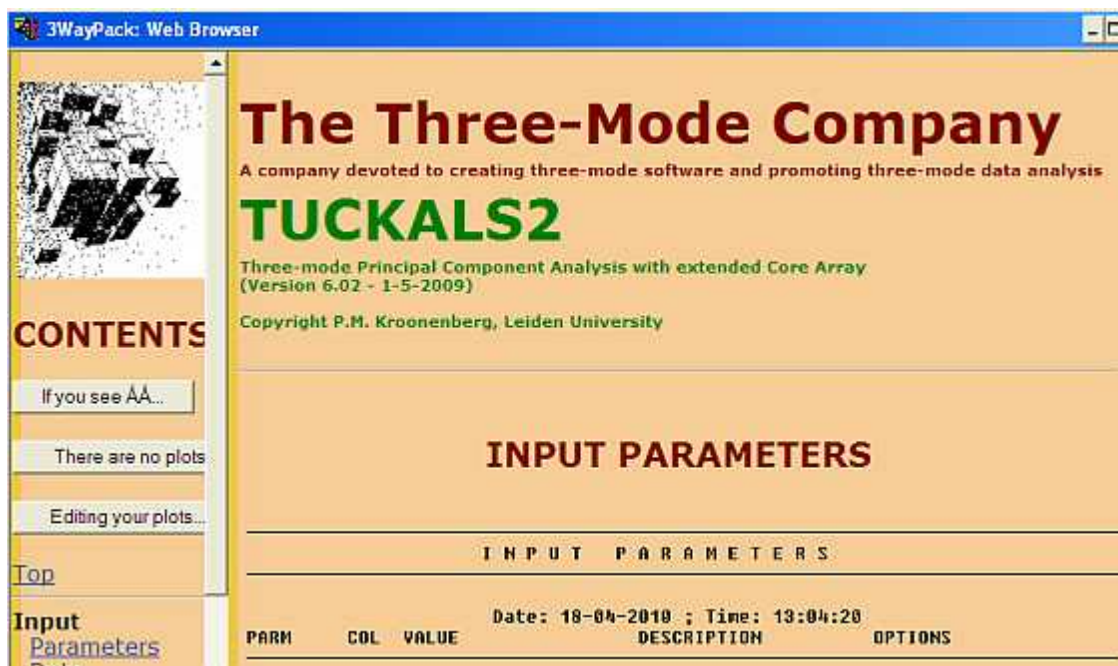 3WayPack: Web Browser
CONTENTS
If you see ÅÅ...
There are no plots
Editing your plots...
Top
Input
Parameters
The Three-Mode Company
A company devoted to creating three-mode software and promoting three-mode data analysis
TUCKALS2
Three-mode Principal Component Analysis with extended Core Array
(Version 6.02 - 1-5-2009)
Copyright P.M. Kroonenberg, Leiden University
INPUT PARAMETERS
I N P U T P A R A M E T E R S
Date: 18-04-2010 ; Time: 13:04:20
PARM COL VALUE DESCRIPTION OPTIONS